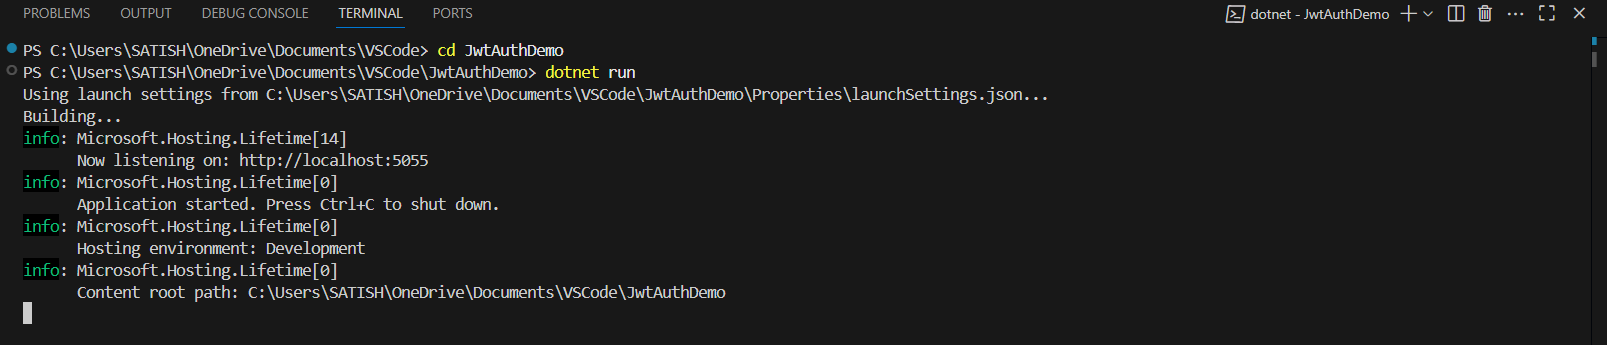 PROBLEMS OUTPUT DEBUG CONSOLE TERMINAL PORTS dotnet - JwtAuthDemo
PS C:\Users\SATISH\OneDrive\Documents\VSCode> cd JwtAuthDemo
PS C:\Users\SATISH\OneDrive\Documents\VSCode\JwtAuthDemo> dotnet run
Using launch settings from C:\Users\SATISH\OneDrive\Documents\VSCode\JwtAuthDemo\Properties\launchSettings.json...
Building...
info: Microsoft.Hosting.Lifetime[14]
Now listening on: http://localhost:5055
info: Microsoft.Hosting.Lifetime[0]
Application started. Press Ctrl+C to shut down.
info: Microsoft.Hosting.Lifetime[0]
Hosting environment: Development
info: Microsoft.Hosting.Lifetime[0]
Content root path: C:\Users\SATISH\OneDrive\Documents\VSCode\JwtAuthDemo